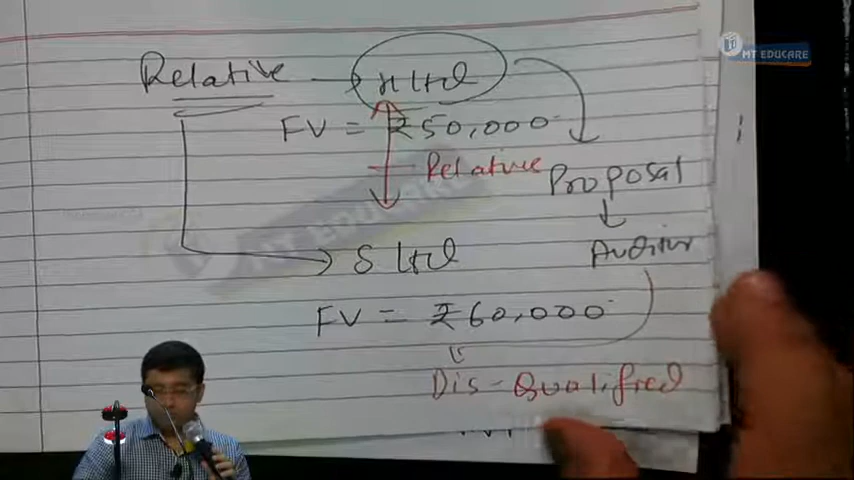 MT EDUCARE
Relative → x Ltd
FV = ₹50,000
Relative
Proposal
Auditor
S Ltd
FV = ₹60,000
Dis-Qualified